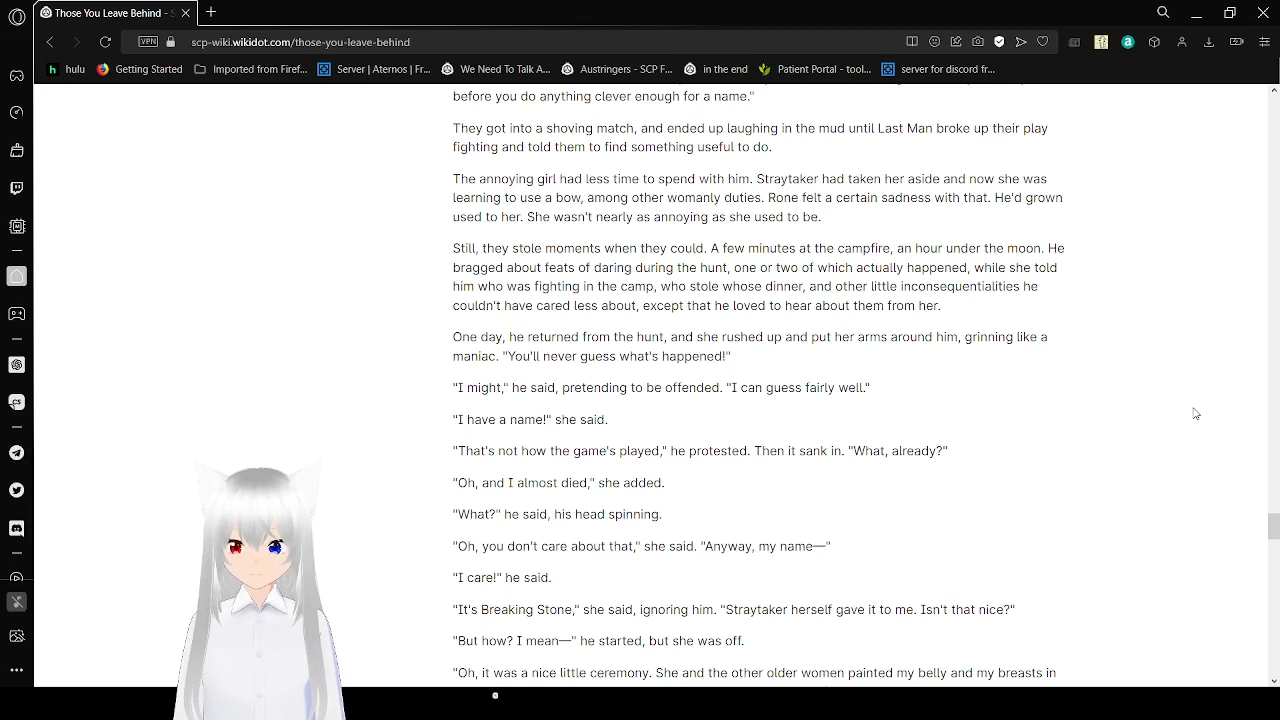 Those You Leave Behind - S
scp-wiki.wikidot.com/those-you-leave-behind
VPN
hulu
Getting Started
Imported from Firef...
Server | Aternos | Fr...
We Need To Talk A...
Austringers - SCP F...
in the end
Patient Portal - tool...
server for discord fr...
before you do anything clever enough for a name."
They got into a shoving match, and ended up laughing in the mud until Last Man broke up their play
fighting and told them to find something useful to do.
The annoying girl had less time to spend with him. Straytaker had taken her aside and now she was
learning to use a bow, among other womanly duties. Rone felt a certain sadness with that. He'd grown
used to her. She wasn't nearly as annoying as she used to be.
Still, they stole moments when they could. A few minutes at the campfire, an hour under the moon. He
bragged about feats of daring during the hunt, one or two of which actually happened, while she told
him who was fighting in the camp, who stole whose dinner, and other little inconsequentialities he
couldn't have cared less about, except that he loved to hear about them from her.
One day, he returned from the hunt, and she rushed up and put her arms around him, grinning like a
maniac. "You'll never guess what's happened!"
"I might," he said, pretending to be offended. "I can guess fairly well."
"I have a name!" she said.
"That's not how the game's played," he protested. Then it sank in. "What, already?"
"Oh, and I almost died," she added.
"What?" he said, his head spinning.
"Oh, you don't care about that," she said. "Anyway, my name—"
"I care!" he said.
"It's Breaking Stone," she said, ignoring him. "Straytaker herself gave it to me. Isn't that nice?"
"But how? I mean—" he started, but she was off.
"Oh, it was a nice little ceremony. She and the other older women painted my belly and my breasts in